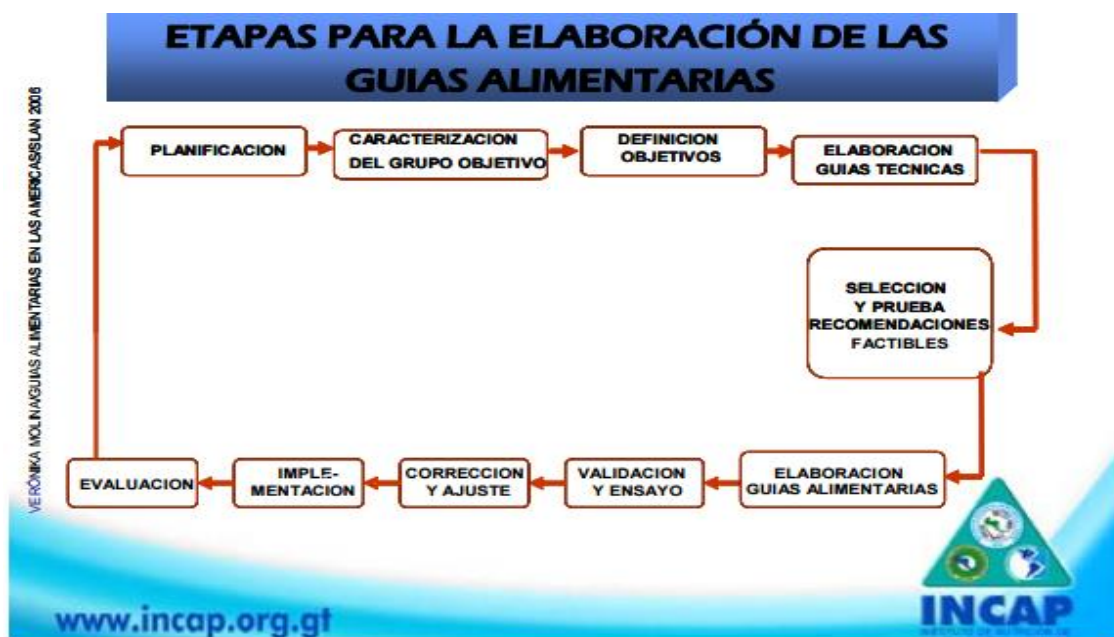 ETAPAS PARA LA ELABORACIÓN DE LAS
GUIAS ALIMENTARIAS
VERÓNIKA MOLINA/GUIAS ALIMENTARIAS EN LAS AMERICAS/SLAN 2006
PLANIFICACION
CARACTERIZACION
DEL GRUPO OBJETIVO
DEFINICION
OBJETIVOS
ELABORACION
GUIAS TECNICAS
SELECCION
Y PRUEBA
RECOMENDACIONES
FACTIBLES
EVALUACION
IMPLE-
MENTACION
CORRECCION
Y AJUSTE
VALIDACION
Y ENSAYO
ELABORACION
GUIAS ALIMENTARIAS
www.incap.org.gt
INCAP